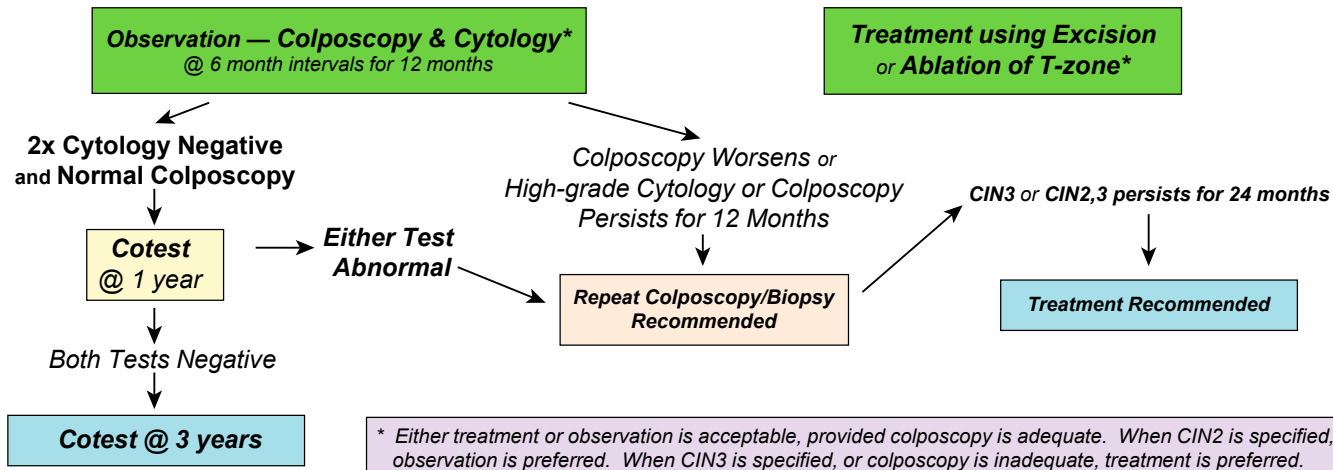 Observation — Colposcopy & Cytology*
@ 6 month intervals for 12 months
Treatment using Excision
or Ablation of T-zone*
2x Cytology Negative
and Normal Colposcopy
Colposcopy Worsens or
High-grade Cytology or Colposcopy
Persists for 12 Months
CIN3 or CIN2,3 persists for 24 months
Cotest
@ 1 year
Either Test
Abnormal
Repeat Colposcopy/Biopsy
Recommended
Treatment Recommended
Both Tests Negative
Cotest @ 3 years
* Either treatment or observation is acceptable, provided colposcopy is adequate. When CIN2 is specified,
observation is preferred. When CIN3 is specified, or colposcopy is inadequate, treatment is preferred.